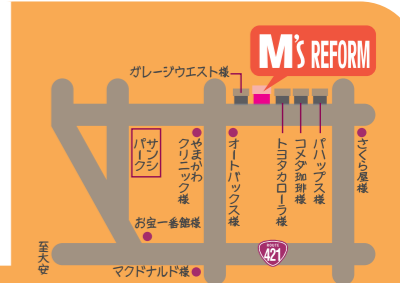 M's REFORM
ガレージウエスト様
サンシ
パーク
やまかわ
クリニック様
オートバックス様
トヨタカローラ様
コメダ珈琲様
パハップス様
さくら屋様
お宝一番館様
至大安
ROUTE
421
マクドナルド様